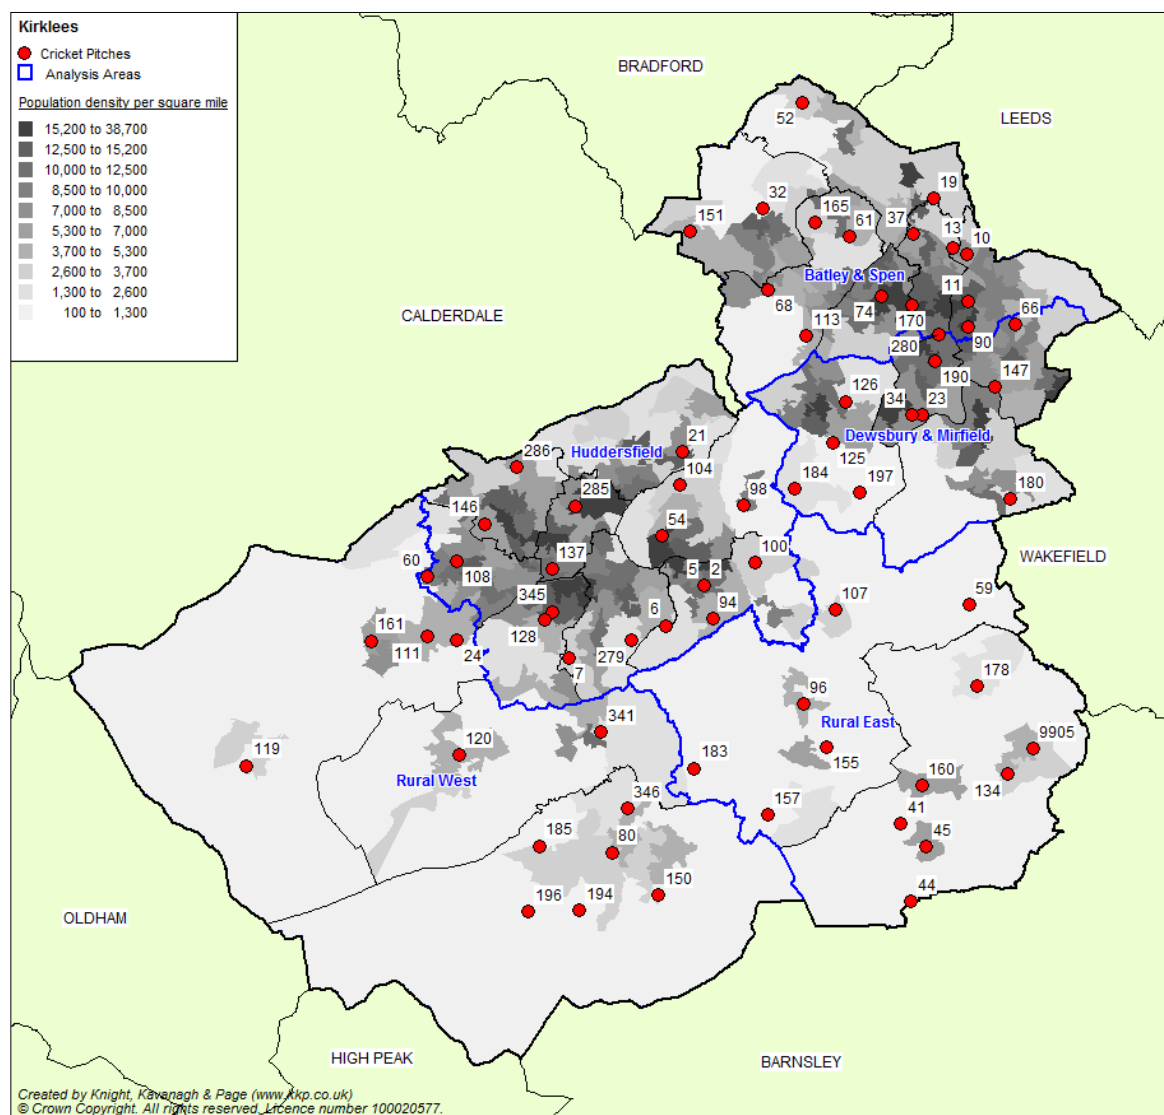 Kirklees
Cricket Pitches
Analysis Areas
Population density per square mile
15,200 to 38,700
12,500 to 15,200
10,000 to 12,500
8,500 to 10,000
7,000 to 8,500
5,300 to 7,000
3,700 to 5,300
2,600 to 3,700
1,300 to 2,600
100 to 1,300
BRADFORD
LEEDS
52
19
32
165
37
151
61
13
10
Batley & Spen
11
68
74
66
CALDERDALE
170
113
280
90
190
147
126
34
23
21
Dewsbury & Mirfield
Huddersfield
286
104
125
184
197
180
285
98
146
54
WAKEFIELD
100
137
60
5
2
108
59
345
107
94
6
161
128
111
24
279
7
178
96
341
Rural East
9905
120
183
119
155
Rural West
160
134
346
157
41
185
80
45
150
44
196
194
OLDHAM
HIGH PEAK
BARNSLEY
Created by Knight, Kavanagh & Page (www.kkp.co.uk)
© Crown Copyright. All rights reserved. Licence number 100020577.